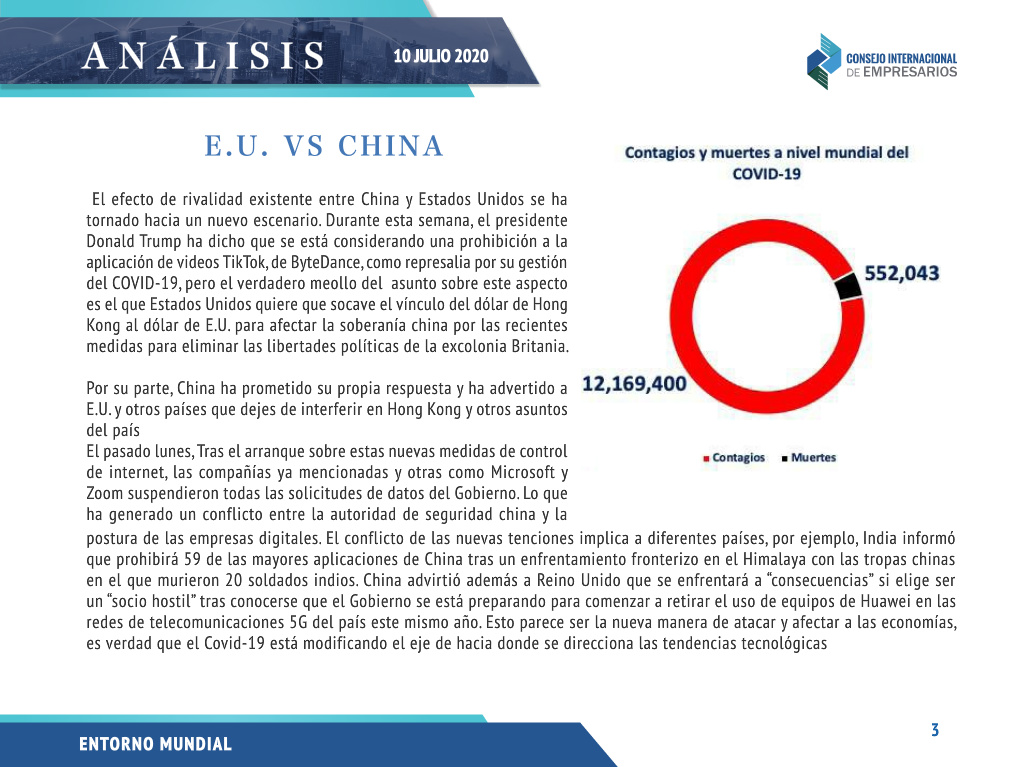 ANÁLISIS
10 JULIO 2020
CONSEJO INTERNACIONAL
DE EMPRESARIOS
E.U. VS CHINA
El efecto de rivalidad existente entre China y Estados Unidos se ha
tornado hacia un nuevo escenario. Durante esta semana, el presidente
Donald Trump ha dicho que se está considerando una prohibición a la
aplicación de videos TikTok, de ByteDance, como represalia por su gestión
del COVID-19, pero el verdadero meollo del asunto sobre este aspecto
es el que Estados Unidos quiere que socave el vínculo del dólar de Hong
Kong al dólar de E.U. para afectar la soberanía china por las recientes
medidas para eliminar las libertades políticas de la excolonia Britania.
Por su parte, China ha prometido su propia respuesta y ha advertido a
E.U. y otros países que dejes de interferir en Hong Kong y otros asuntos
del país
El pasado lunes, Tras el arranque sobre estas nuevas medidas de control
de internet, las compañías ya mencionadas y otras como Microsoft y
Zoom suspendieron todas las solicitudes de datos del Gobierno. Lo que
ha generado un conflicto entre la autoridad de seguridad china y la
postura de las empresas digitales. El conflicto de las nuevas tenciones implica a diferentes países, por ejemplo, India informó
que prohibirá 59 de las mayores aplicaciones de China tras un enfrentamiento fronterizo en el Himalaya con las tropas chinas
en el que murieron 20 soldados indios. China advirtió además a Reino Unido que se enfrentará a “consecuencias” si elige ser
un “socio hostil” tras conocerse que el Gobierno se está preparando para comenzar a retirar el uso de equipos de Huawei en las
redes de telecomunicaciones 5G del país este mismo año. Esto parece ser la nueva manera de atacar y afectar a las economías,
es verdad que el Covid-19 está modificando el eje de hacia donde se direcciona las tendencias tecnológicas
Contagios y muertes a nivel mundial del
COVID-19
552,043
12,169,400
Contagios Muertes
ENTORNO MUNDIAL
3